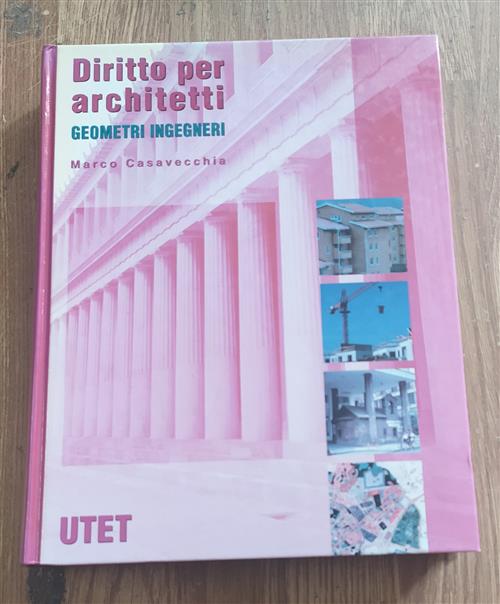 Diritto per
architetti
GEOMETRI INGEGNERI
Marco Casavecchia
UTET